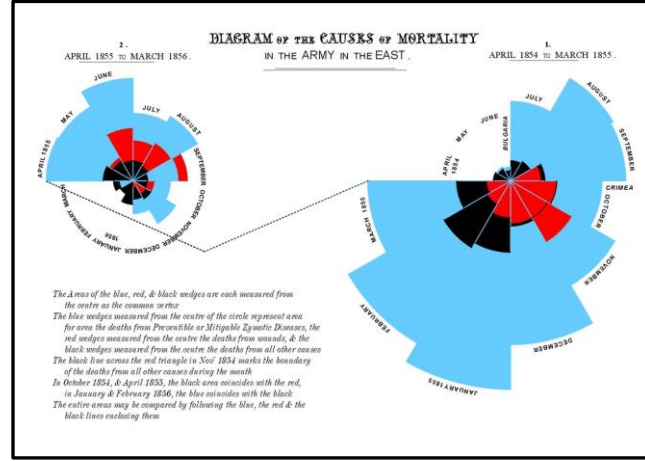 DIAGRAM OF THE CAUSES OF MORTALITY
IN THE ARMY IN THE EAST.
2.
APRIL 1855 TO MARCH 1856.
1.
APRIL 1854 TO MARCH 1855.
APRIL 1855
MAY
JUNE
JULY
AUGUST
SEPTEMBER
OCTOBER
NOVEMBER
DECEMBER
1856
FEBRUARY
MARCH
APRIL
1854
MAY
JUNE
BULGARIA
JULY
AUGUST
SEPTEMBER
CRIMEA
OCTOBER
NOVEMBER
DECEMBER
JANUARY 1855
FEBRUARY
MARCH 1855
The Areas of the blue, red, & black wedges are each measured from
the centre as the common vertex
The blue wedges measured from the centre of the circle represent area
for area the deaths from Preventible or Mitigable Zymotic Diseases, the
red wedges measured from the centre the deaths from wounds, & the
black wedges measured from the centre the deaths from all other causes
The black line across the red triangle in Nov' 1854 marks the boundary
of the deaths from all other causes during the month
In October 1854, & April 1855, the black area coincides with the red,
in January & February 1856, the blue coincides with the black
The entire areas may be compared by following the blue, the red & the
black lines enclosing them